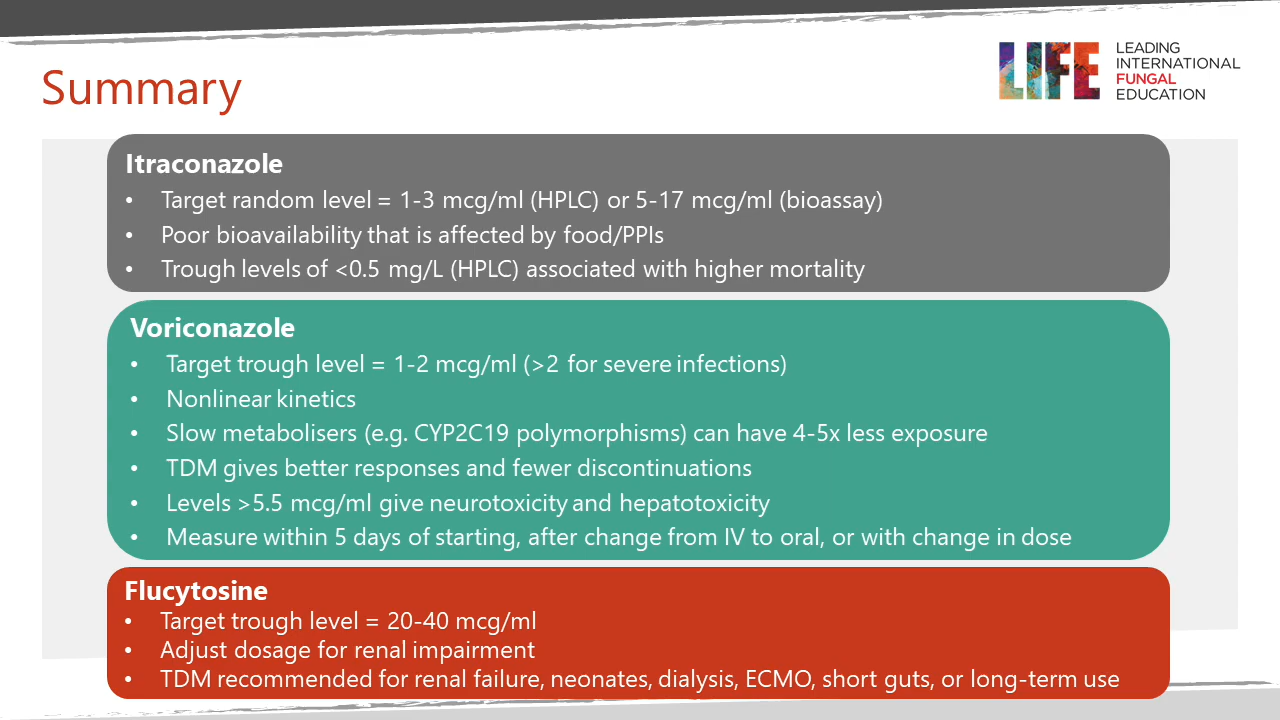 Summary
LIFE
LEADING
INTERNATIONAL
FUNGAL
EDUCATION
Itraconazole
• Target random level = 1-3 mcg/ml (HPLC) or 5-17 mcg/ml (bioassay)
• Poor bioavailability that is affected by food/PPIs
• Trough levels of <0.5 mg/L (HPLC) associated with higher mortality
Voriconazole
• Target trough level = 1-2 mcg/ml (>2 for severe infections)
• Nonlinear kinetics
• Slow metabolisers (e.g. CYP2C19 polymorphisms) can have 4-5x less exposure
• TDM gives better responses and fewer discontinuations
• Levels >5.5 mcg/ml give neurotoxicity and hepatotoxicity
• Measure within 5 days of starting, after change from IV to oral, or with change in dose
Flucytosine
• Target trough level = 20-40 mcg/ml
• Adjust dosage for renal impairment
• TDM recommended for renal failure, neonates, dialysis, ECMO, short guts, or long-term use